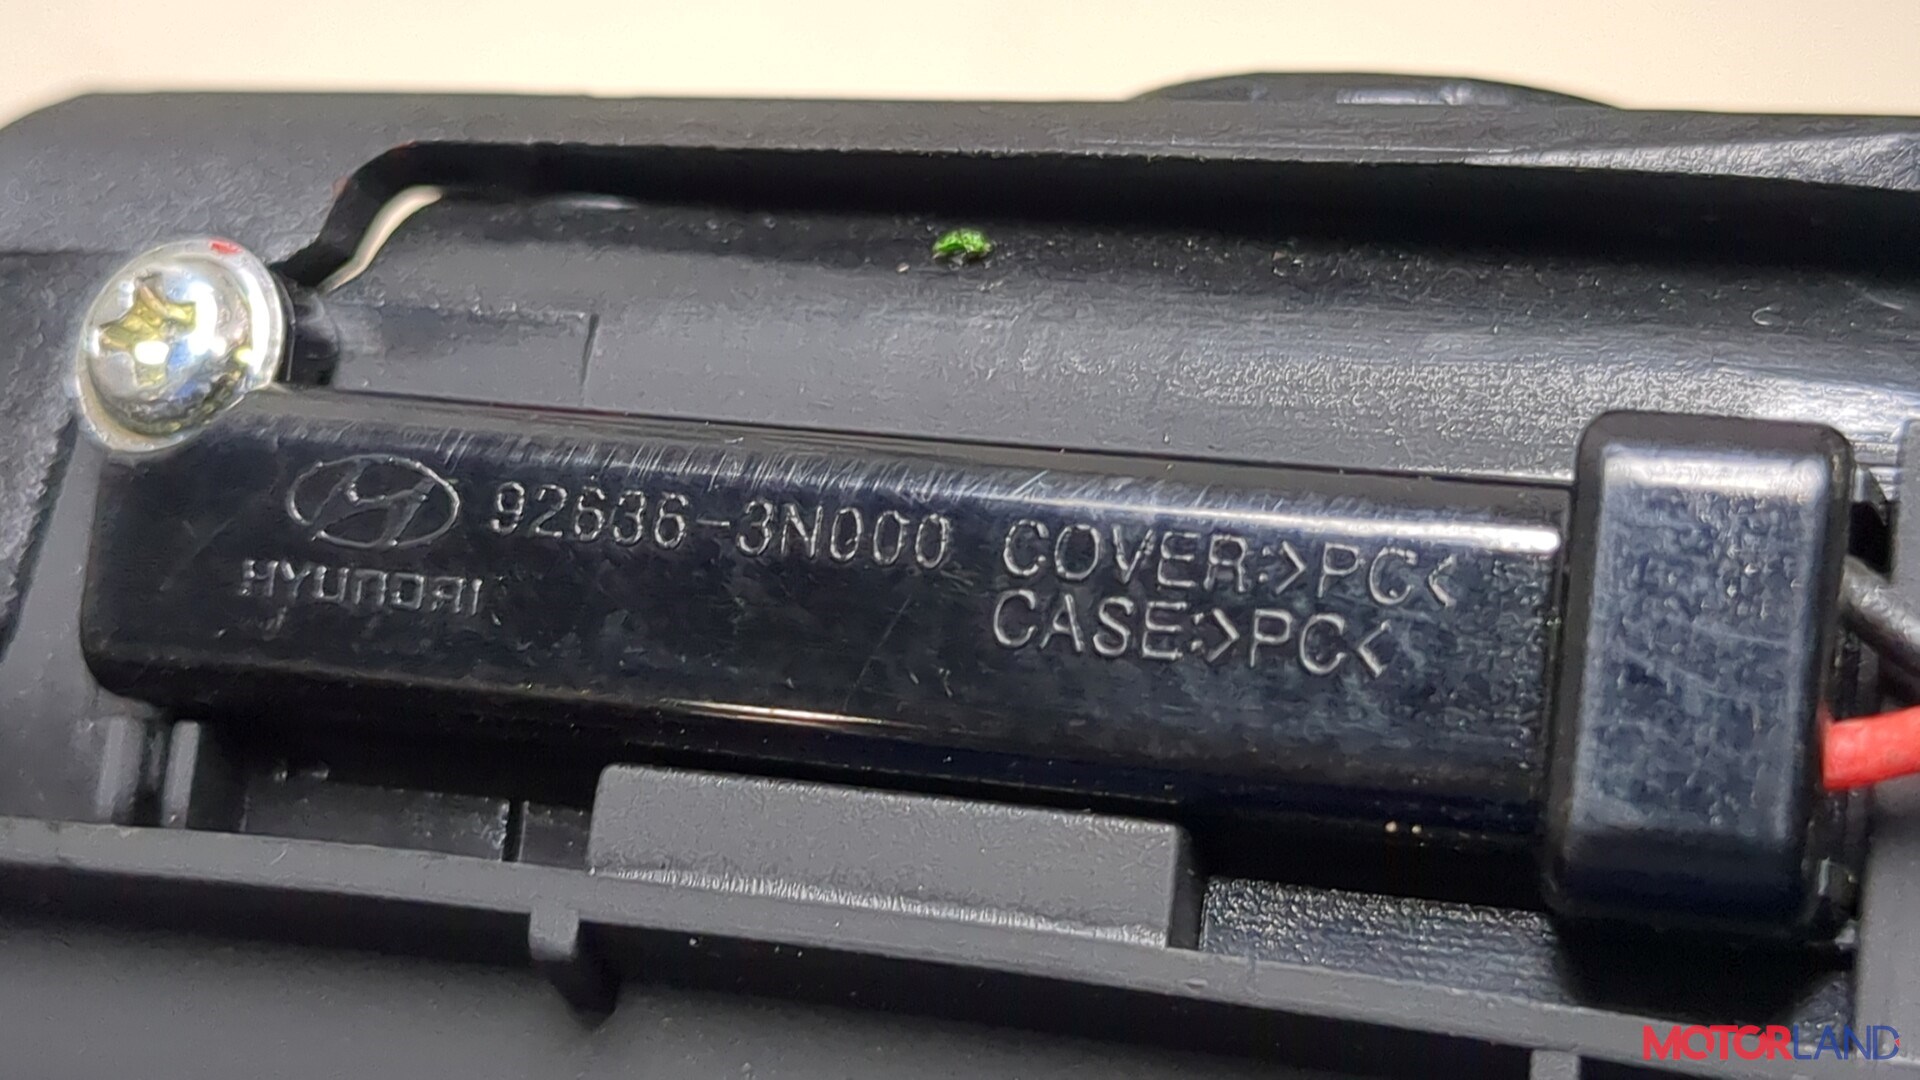 92636-3N000 COVER:>PC<
HYUNDAI CASE:>PC<
MOTORLAND